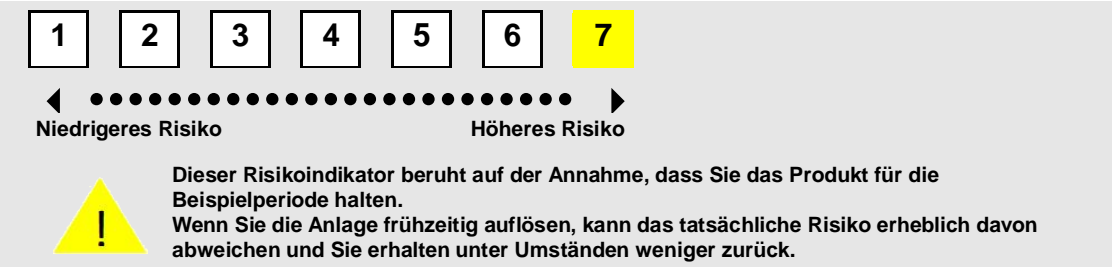 1 2 3 4 5 6 7
Niedrigeres Risiko Höheres Risiko
Dieser Risikoindikator beruht auf der Annahme, dass Sie das Produkt für die
Beispielperiode halten.
Wenn Sie die Anlage frühzeitig auflösen, kann das tatsächliche Risiko erheblich davon
abweichen und Sie erhalten unter Umständen weniger zurück.
!